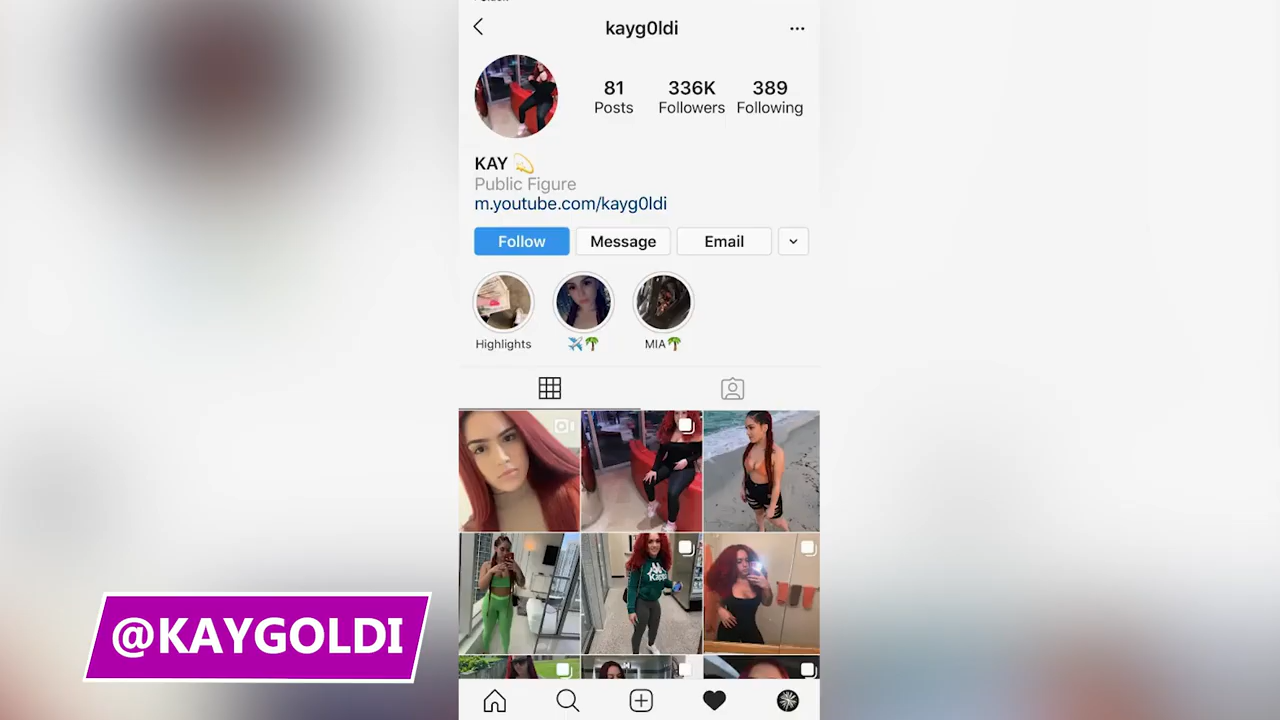 kayg0ldi
81 336K 389
Posts Followers Following
KAY 💫
Public Figure
m.youtube.com/kayg0ldi
Follow Message Email
Highlights ✈️🌴 MIA🌴
Kappa
@KAYGOLDI